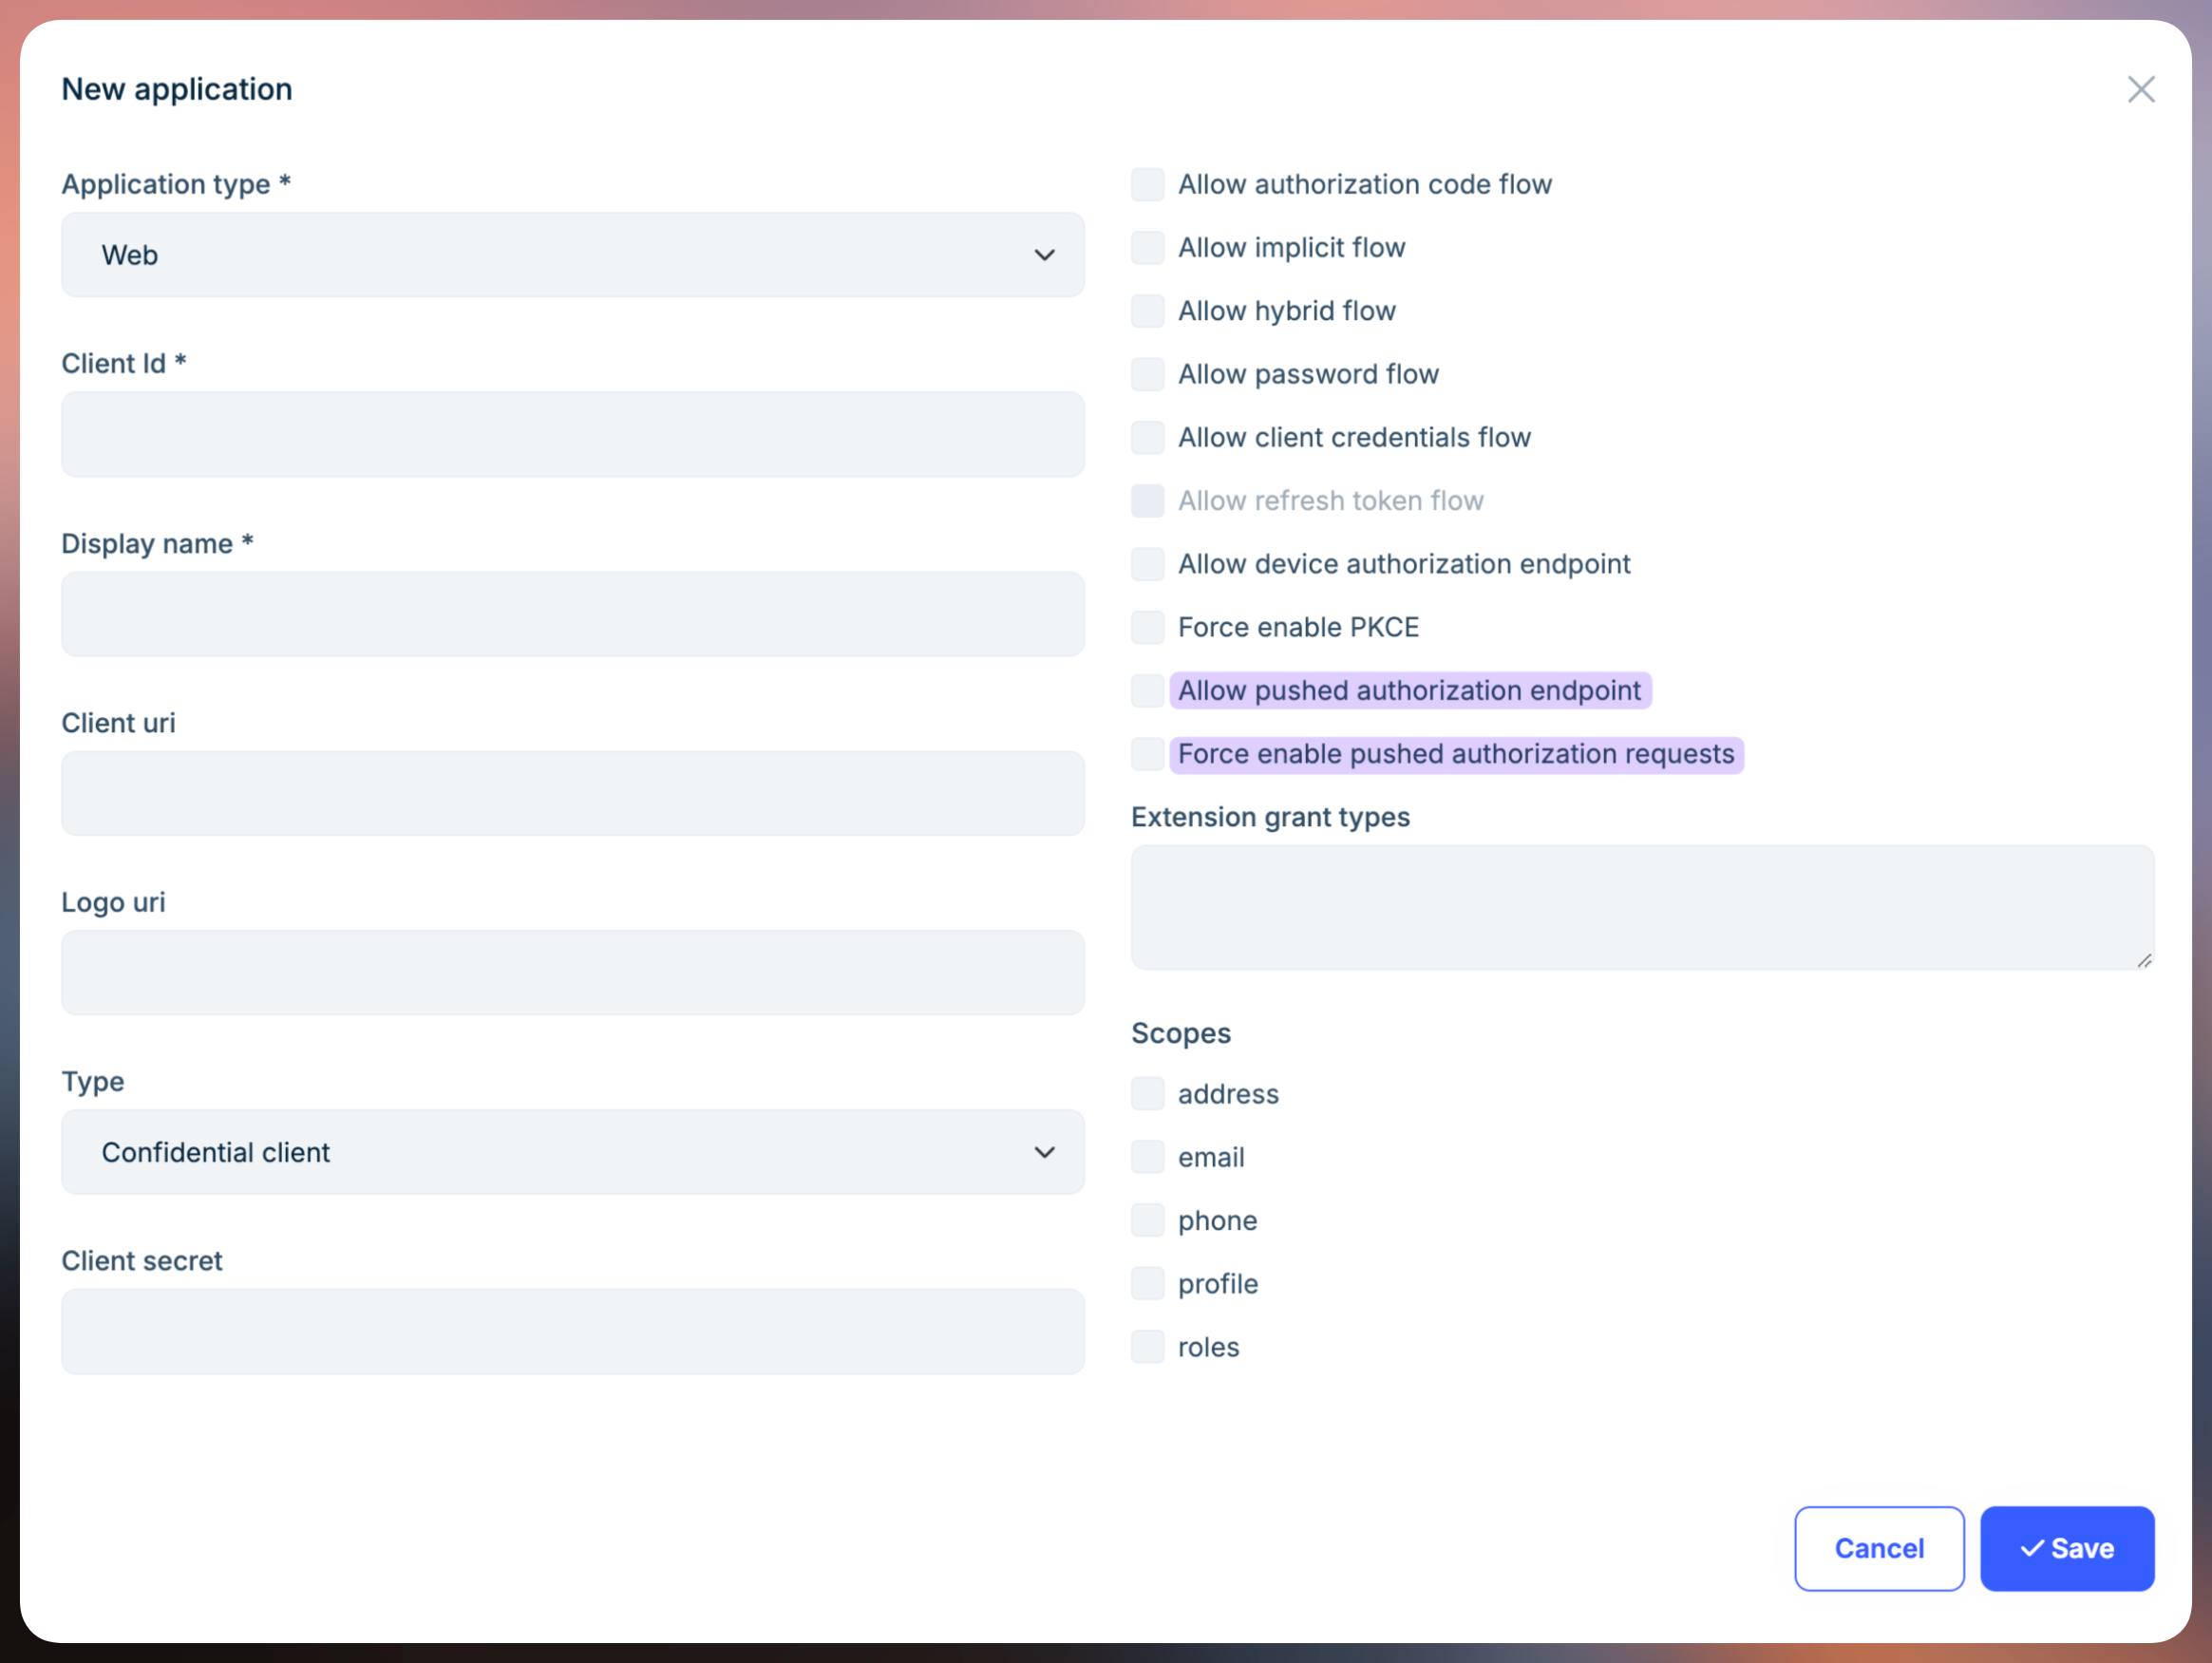 New application
Application type *
Web
Client Id *
Display name *
Client uri
Logo uri
Type
Confidential client
Client secret
Allow authorization code flow
Allow implicit flow
Allow hybrid flow
Allow password flow
Allow client credentials flow
Allow refresh token flow
Allow device authorization endpoint
Force enable PKCE
Allow pushed authorization endpoint
Force enable pushed authorization requests
Extension grant types
Scopes
address
email
phone
profile
roles
Cancel
Save